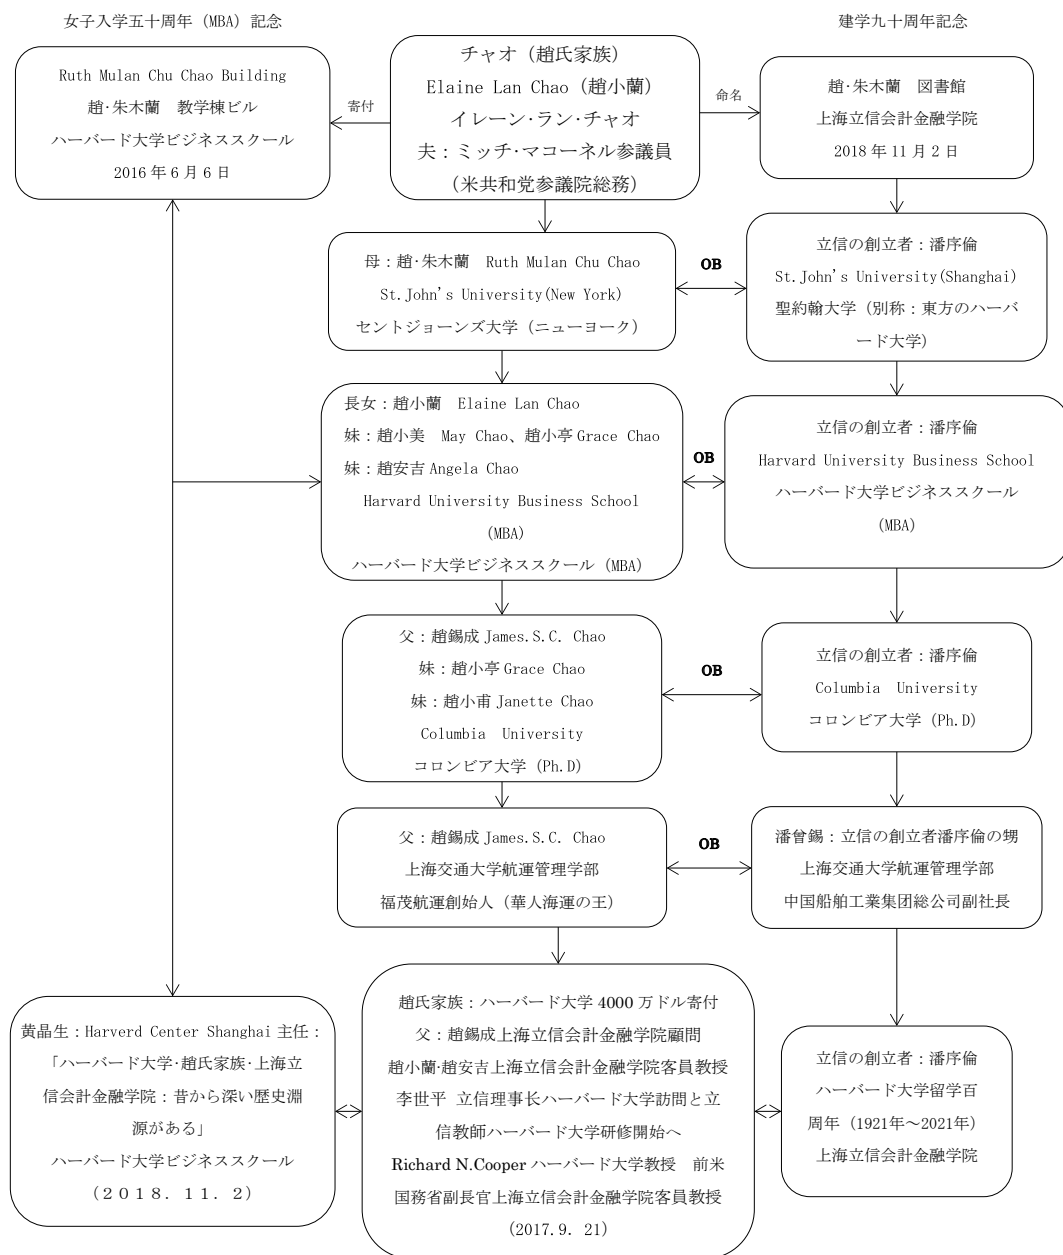 女子入学五十周年（MBA）記念
建学九十周年記念
Ruth Mulan Chu Chao Building
趙・朱木蘭　教学棟ビル
ハーバード大学ビジネススクール
2016年6月6日
寄付
チャオ（趙氏家族）
Elaine Lan Chao（趙小蘭）
イレーン・ラン・チャオ
夫：ミッチ・マコーネル参議員
（米共和党参議院総務）
命名
趙・朱木蘭　図書館
上海立信会計金融学院
2018年11月2日
母：趙・朱木蘭　Ruth Mulan Chu Chao
St.John's University(New York)
セントジョーンズ大学（ニューヨーク）
OB
立信の創立者：潘序倫
St.John's University(Shanghai)
聖約翰大学（別称：東方のハーバ
ード大学）
長女：趙小蘭　Elaine Lan Chao
妹：趙小美　May Chao、趙小亭 Grace Chao
妹：趙安吉 Angela Chao
Harvard University Business School
(MBA)
ハーバード大学ビジネススクール（MBA）
OB
立信の創立者：潘序倫
Harvard University Business School
ハーバード大学ビジネススクール
(MBA)
父：趙錫成 James.S.C. Chao
妹：趙小亭 Grace Chao
妹：趙小甫 Janette Chao
Columbia　University
コロンビア大学（Ph.D）
OB
立信の創立者：潘序倫
Columbia　University
コロンビア大学（Ph.D）
父：趙錫成 James.S.C. Chao
上海交通大学航運管理学部
福茂航運創始人（華人海運の王）
OB
潘曾錫：立信の創立者潘序倫の甥
上海交通大学航運管理学部
中国船舶工業集団総公司副社長
黄晶生：Harverd Center Shanghai 主任：
「ハーバード大学・趙氏家族・上海立
信会計金融学院：昔から深い歴史淵
源がある」
ハーバード大学ビジネススクール
（２０１８．１１．２）
趙氏家族：ハーバード大学 4000 万ドル寄付
父：趙錫成上海立信会計金融学院顧問
趙小蘭・趙安吉上海立信会計金融学院客員教授
李世平 立信理事长ハーバード大学訪問と立
信教師ハーバード大学研修開始へ
Richard N.Cooper ハーバード大学教授　前米
国務省副長官上海立信会計金融学院客員教授
(2017.9．21)
立信の創立者：潘序倫
ハーバード大学留学百
周年（1921年～2021年）
上海立信会計金融学院